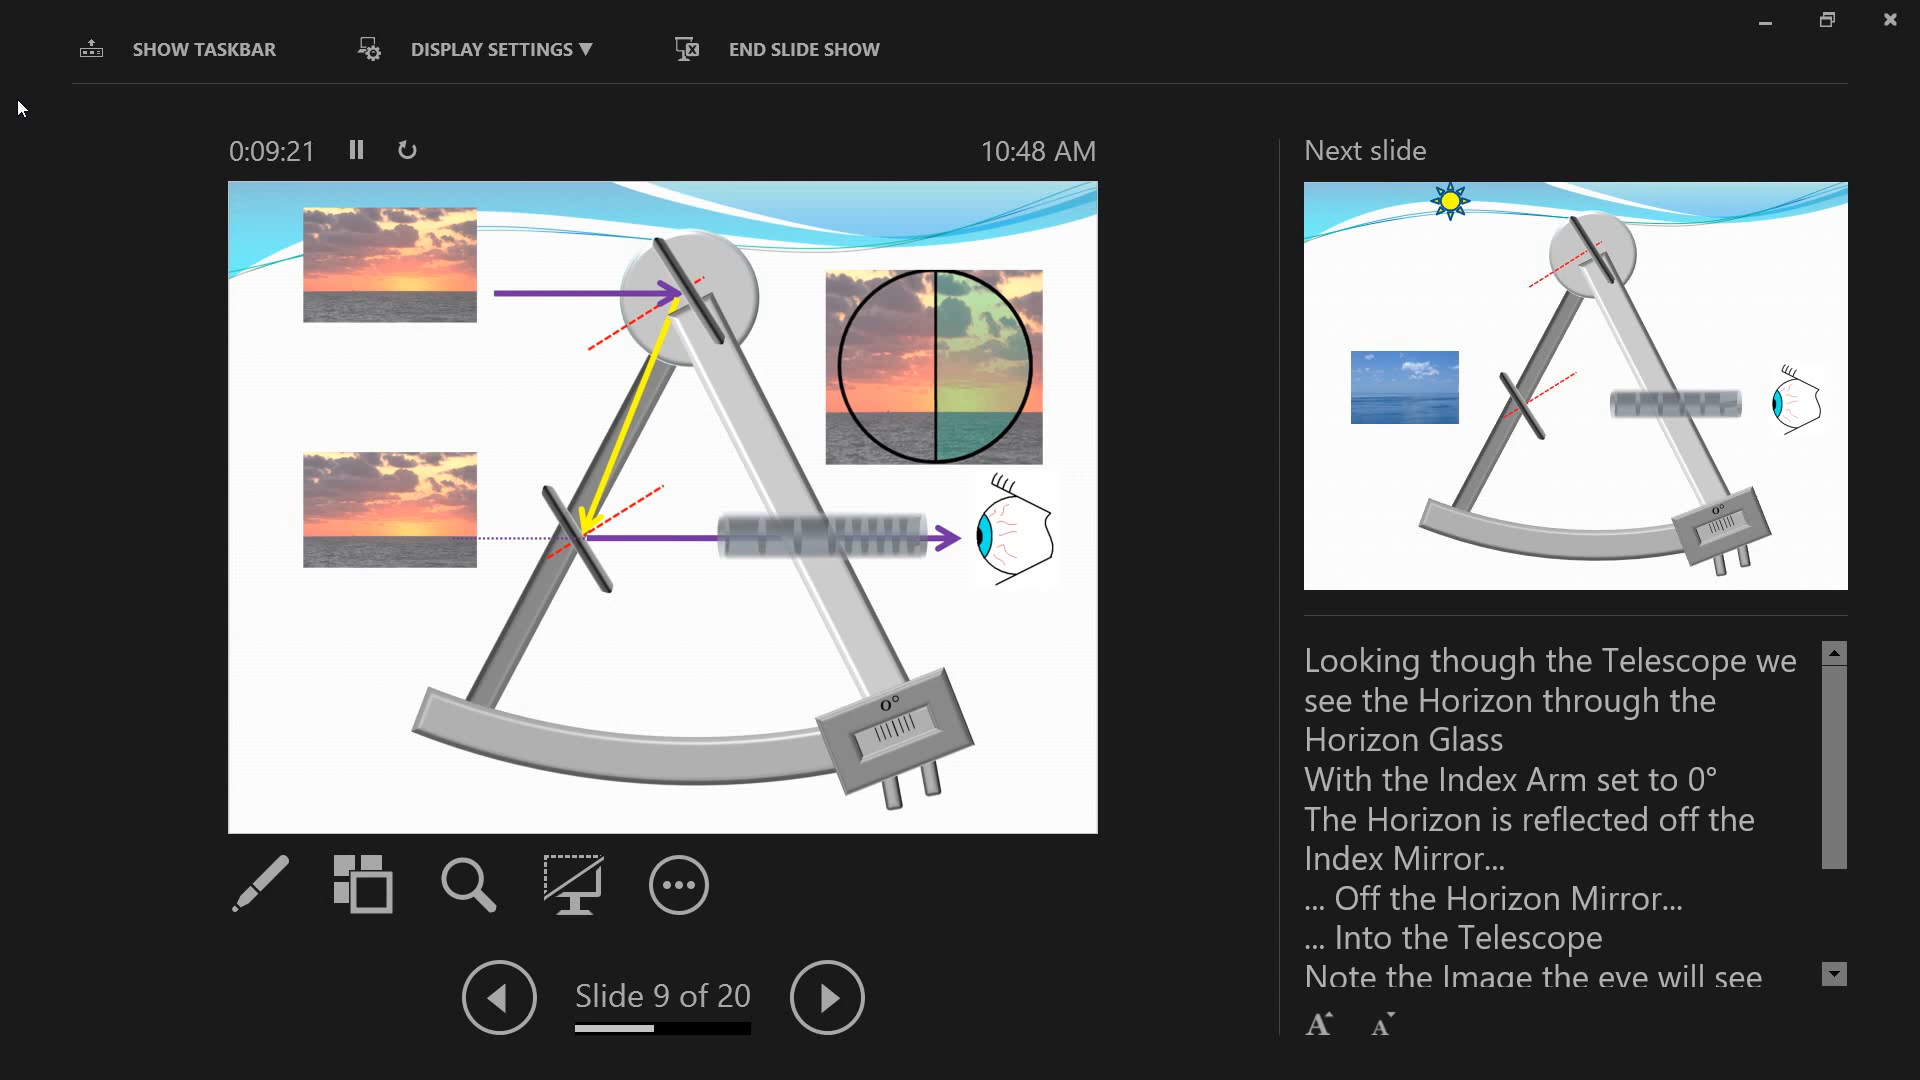 SHOW TASKBAR
DISPLAY SETTINGS ▼
END SLIDE SHOW
0:09:21
10:48 AM
Next slide
0°
0°
Looking though the Telescope we
see the Horizon through the
Horizon Glass
With the Index Arm set to 0°
The Horizon is reflected off the
Index Mirror...
... Off the Horizon Mirror...
... Into the Telescope
Note the Image the eye will see
Slide 9 of 20
A
A